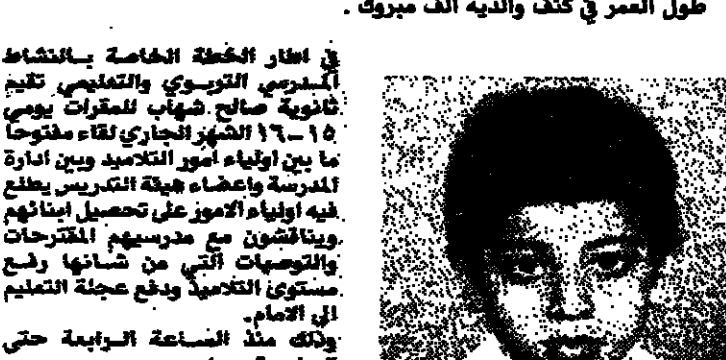 طول العمر في كنف والديه الف مبروك .
في اطار الخطة الخاصة بالنشاط
المدرسي التربوي والتعليمي تقيم
ثانوية صالح شهاب للمقررات يومي
١٥ــ١٦ الشهر الجاري لقاء مفتوحا
ما بين اولياء امور التلاميذ وبين ادارة
المدرسة واعضاء هيئة التدريس يطلع
فيه اولياء الامور على تحصيل ابنائهم
ويناقشون مع مدرسيهم المقترحات
والتوصيات التي من شانها رفع
مستوى التلاميذ ودفع عجلة التعليم
الى الامام.
وذلك منذ الساعة الرابعة حتى